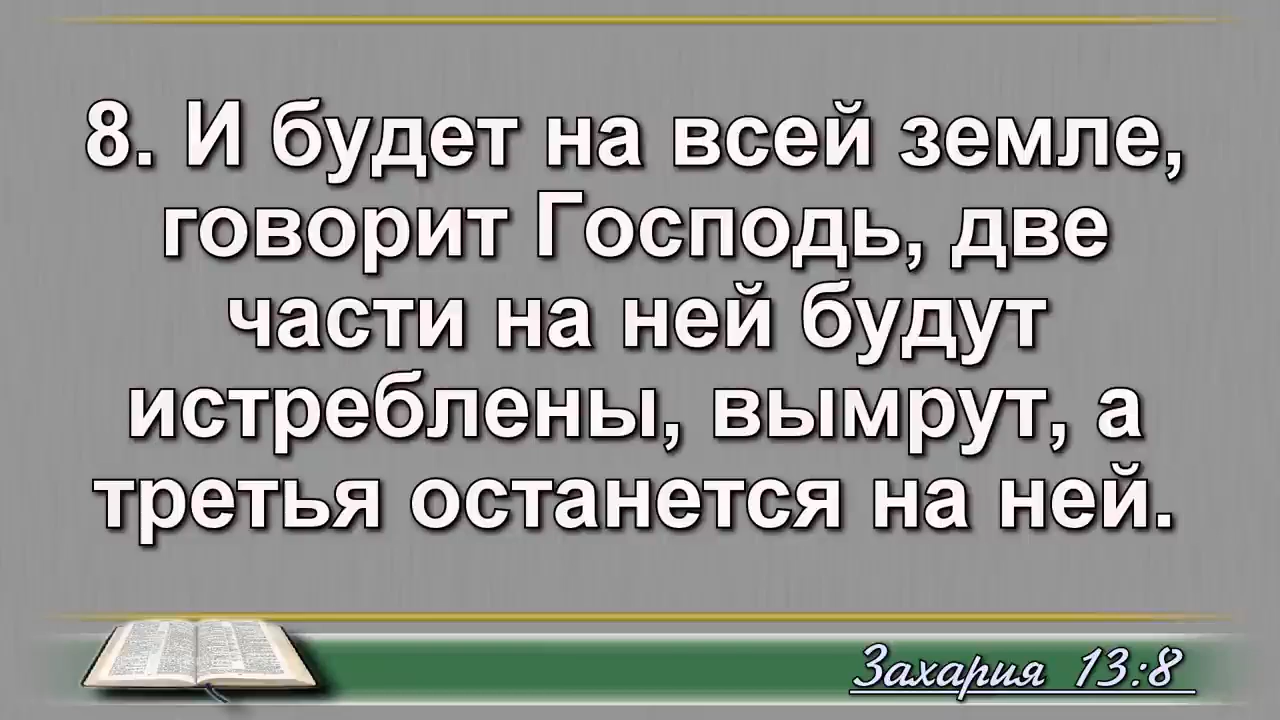 8. И будет на всей земле,
говорит Господь, две
части на ней будут
истреблены, вымрут, а
третья останется на ней.
Захария 13:8